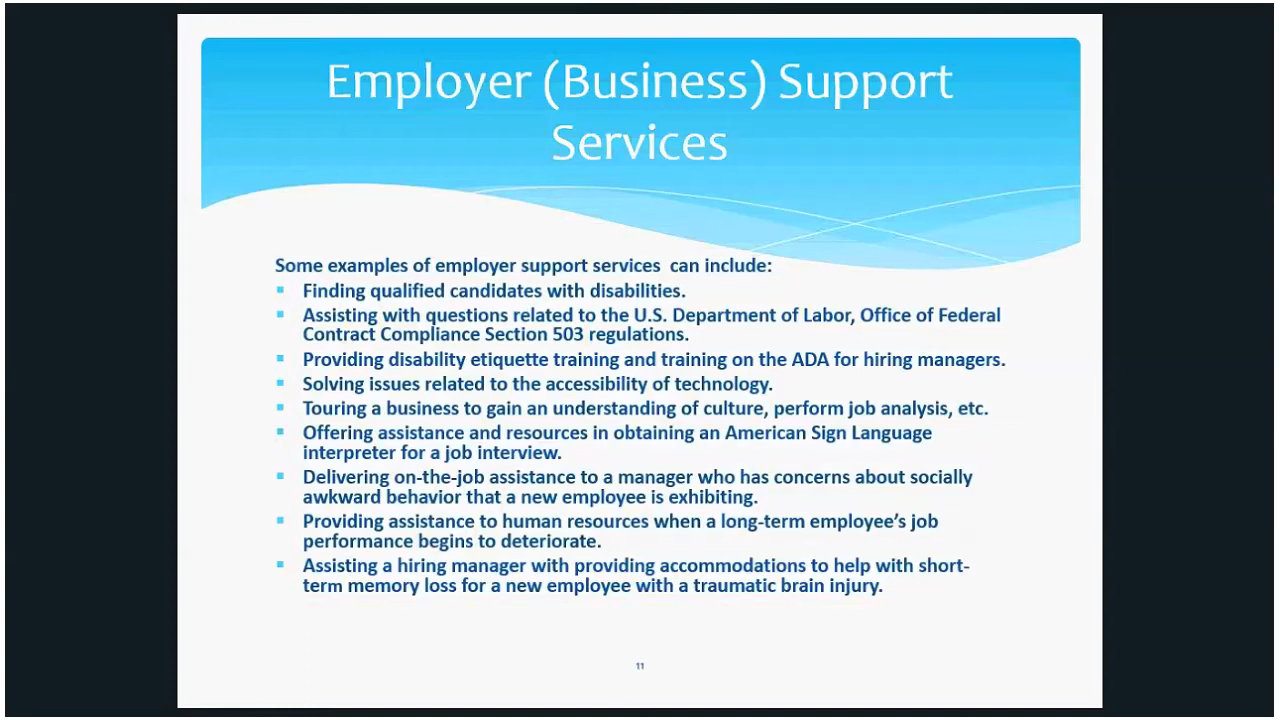 Employer (Business) Support
Services
Some examples of employer support services can include:
▪ Finding qualified candidates with disabilities.
▪ Assisting with questions related to the U.S. Department of Labor, Office of Federal
Contract Compliance Section 503 regulations.
▪ Providing disability etiquette training and training on the ADA for hiring managers.
▪ Solving issues related to the accessibility of technology.
▪ Touring a business to gain an understanding of culture, perform job analysis, etc.
▪ Offering assistance and resources in obtaining an American Sign Language
interpreter for a job interview.
▪ Delivering on-the-job assistance to a manager who has concerns about socially
awkward behavior that a new employee is exhibiting.
▪ Providing assistance to human resources when a long-term employee’s job
performance begins to deteriorate.
▪ Assisting a hiring manager with providing accommodations to help with short-
term memory loss for a new employee with a traumatic brain injury.
11